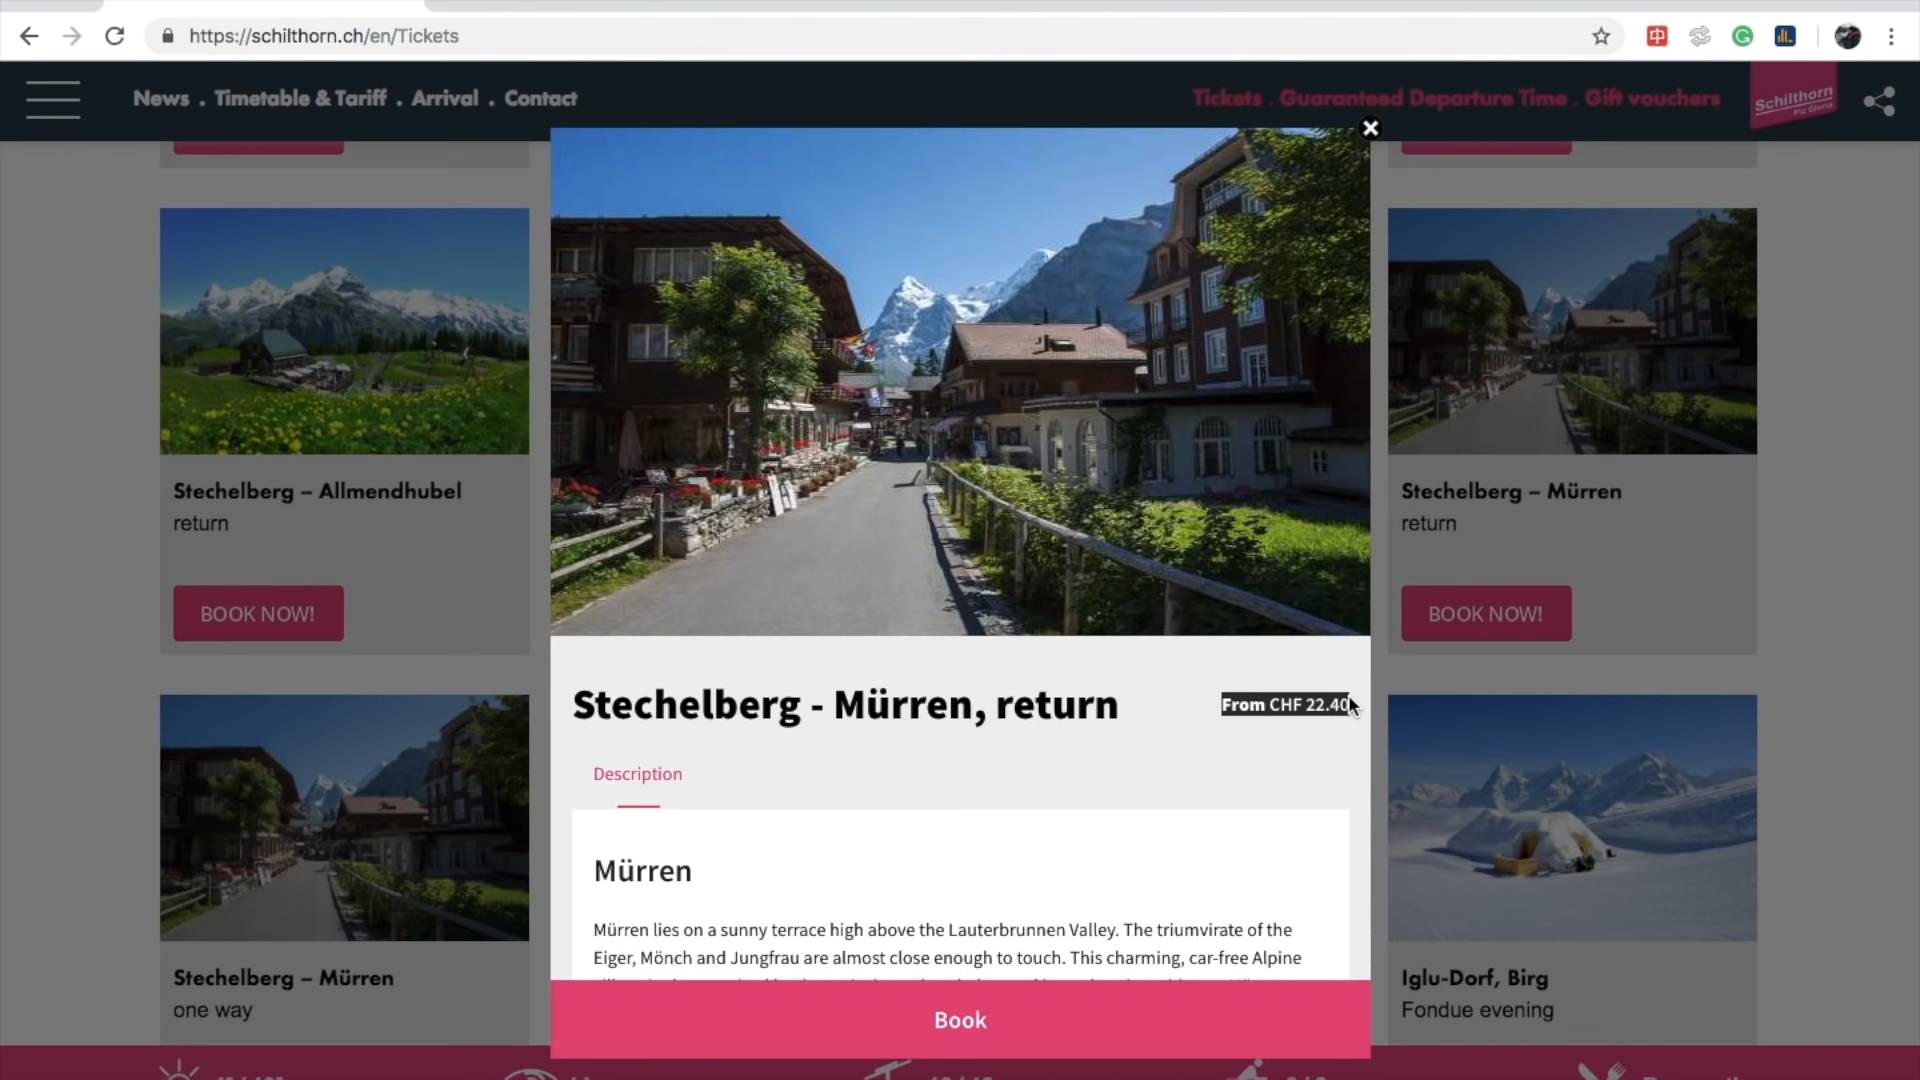 https://schilthorn.ch/en/Tickets
News . Timetable & Tariff . Arrival . Contact
Tickets . Guaranteed Departure Time . Gift vouchers
Schilthorn
Piz Gloria
Stechelberg – Allmendhubel
return
BOOK NOW!
Stechelberg – Mürren
return
BOOK NOW!
Stechelberg - Mürren, return
From CHF 22.40
Description
Mürren
Mürren lies on a sunny terrace high above the Lauterbrunnen Valley. The triumvirate of the
Eiger, Mönch and Jungfrau are almost close enough to touch. This charming, car-free Alpine
Book
Stechelberg – Mürren
one way
Iglu-Dorf, Birg
Fondue evening